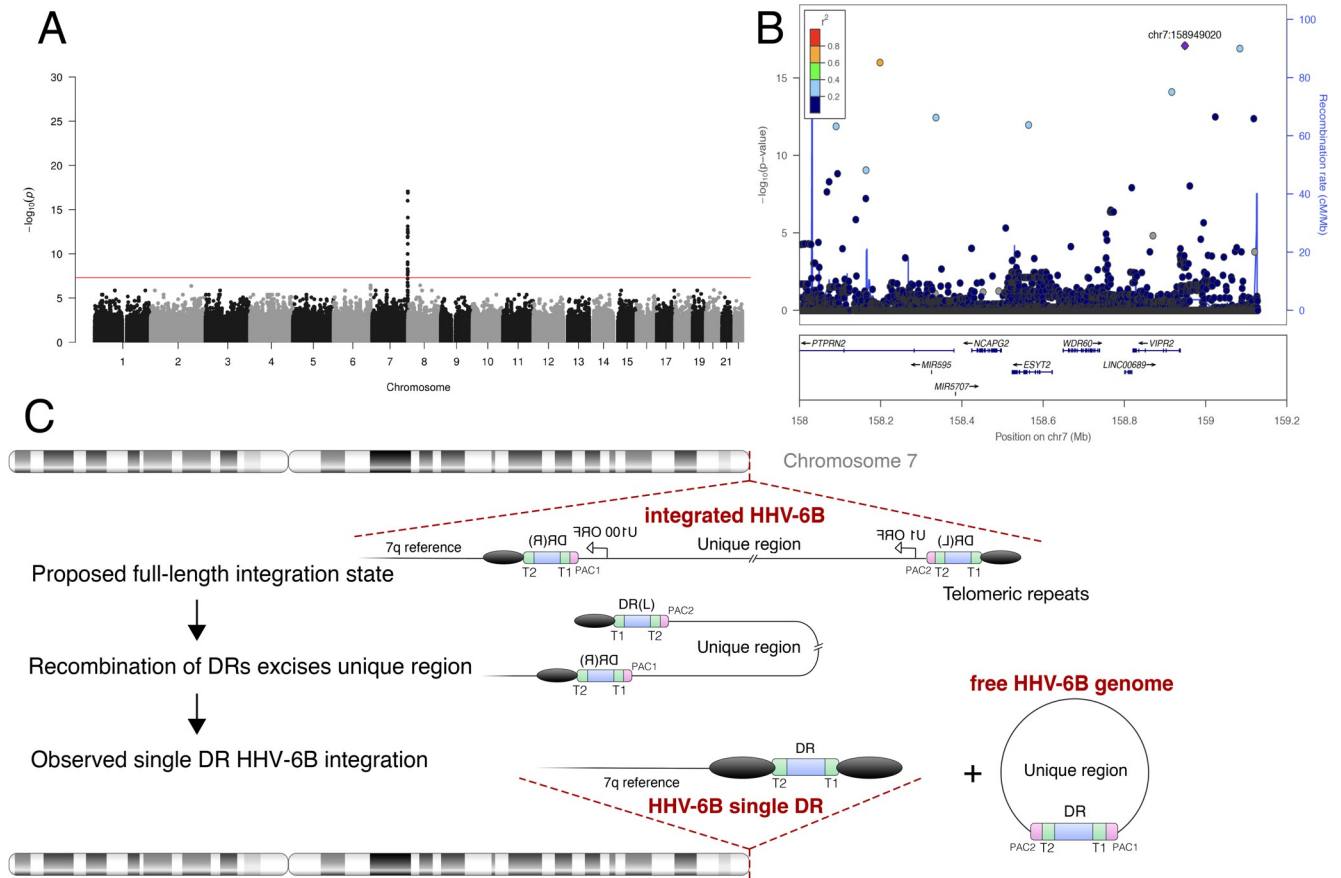 A
30
25
20
15
10
5
0
-log10(p)
1 2 3 4 5 6 7 8 9 10 11 12 13 14 15 17 19 21
Chromosome
B
r2
0.8
0.6
0.4
0.2
chr7:158949020
15
10
5
0
-log10(p-value)
100
80
60
40
20
0
Recombination rate (cM/Mb)
PTPRN2 NCAPG2 WDR60 VIPR2
MIR595 ESYT2 LINC00689
MIR5707
158 158.2 158.4 158.6 158.8 159 159.2
Position on chr7 (Mb)
C
Chromosome 7
integrated HHV-6B
7q reference
DR(R)
U100 ORF
Unique region
U1 ORF
DR(L)
T2 T1 PAC1
PAC2 T2 T1
Proposed full-length integration state
Telomeric repeats
DR(L)
PAC2
T1 T2
Unique region
Recombination of DRs excises unique region
DR(R)
PAC1
T2 T1
free HHV-6B genome
Observed single DR HHV-6B integration
DR
T2 T1
7q reference
HHV-6B single DR
+
Unique region
DR
PAC2 T2 T1 PAC1